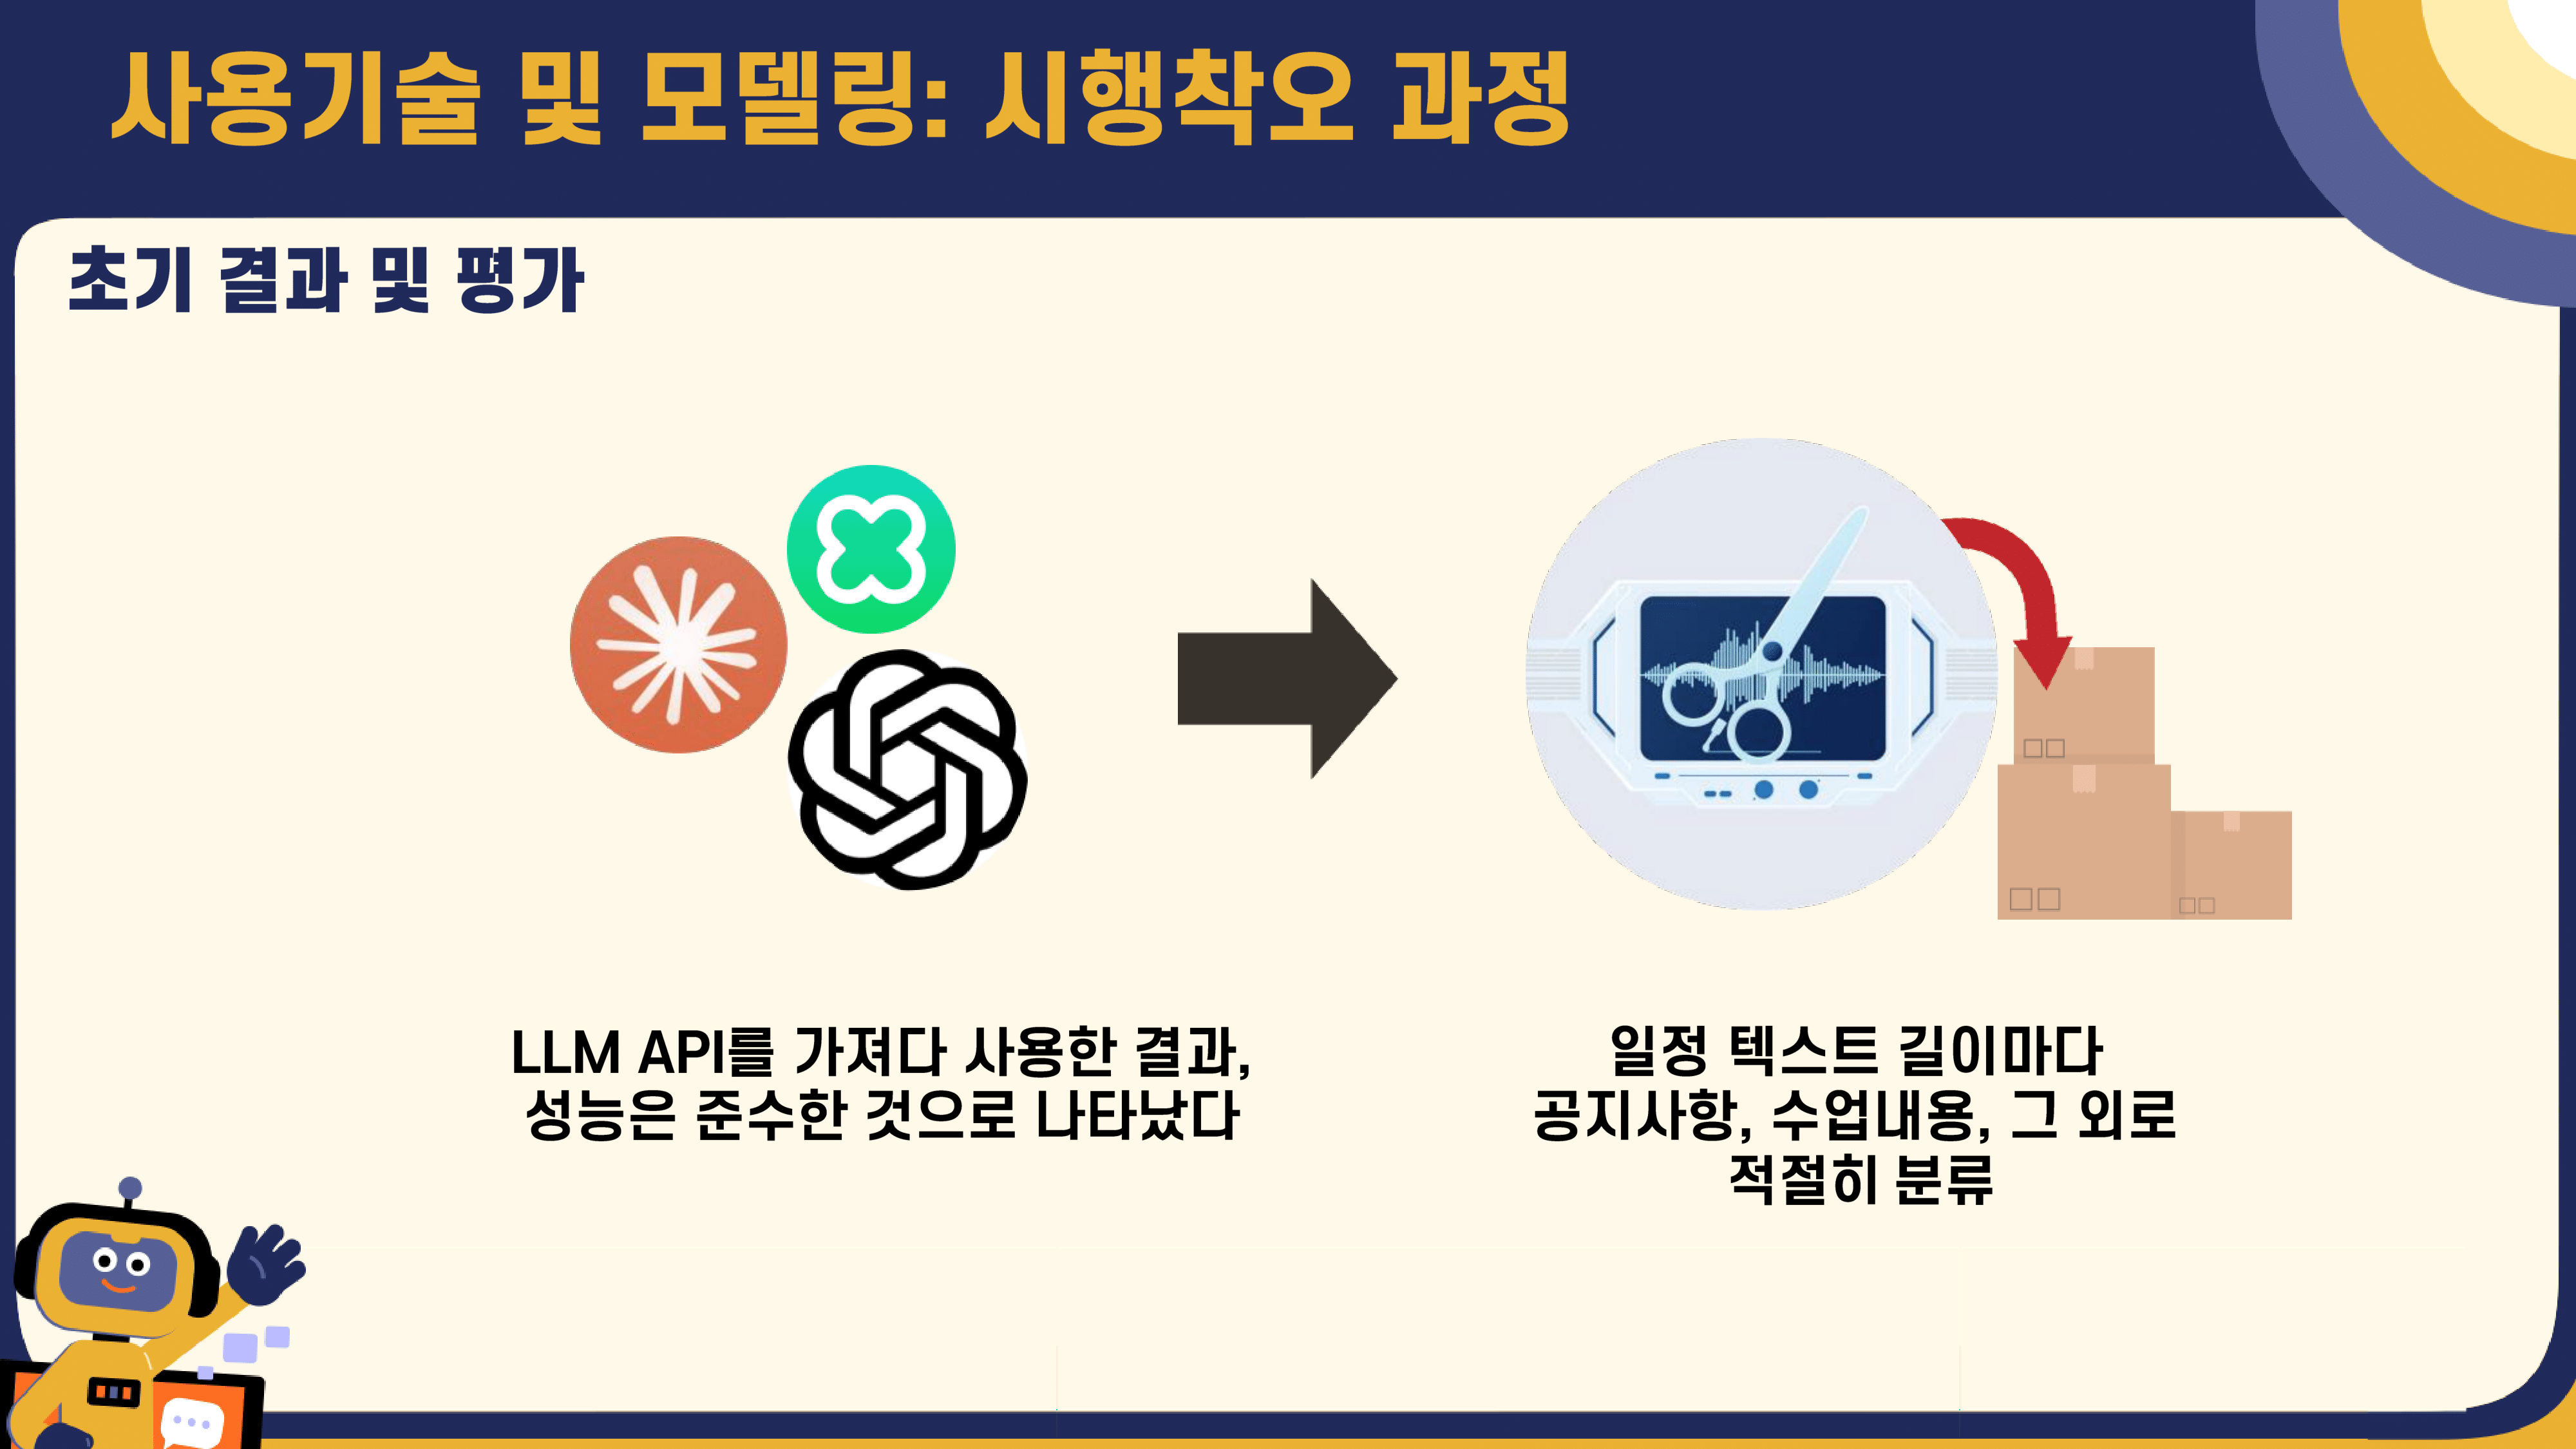 사용기술 및 모델링: 시행착오 과정
초기 결과 및 평가
LLM API를 가져다 사용한 결과,
성능은 준수한 것으로 나타났다
일정 텍스트 길이마다
공지사항, 수업내용, 그 외로
적절히 분류